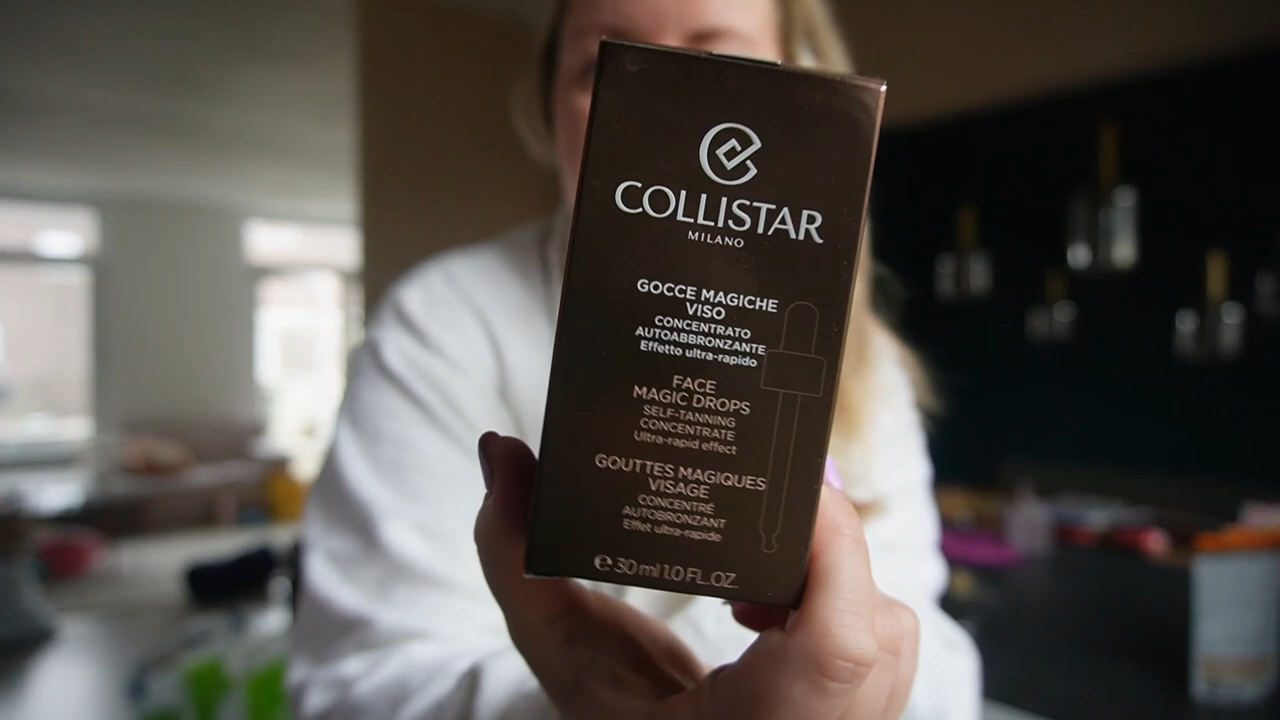 COLLISTAR
MILANO
GOCCE MAGICHE
VISO
CONCENTRATO
AUTOABBRONZANTE
Effetto ultra-rapido
FACE
MAGIC DROPS
SELF-TANNING
CONCENTRATE
Ultra-rapid effect
GOUTTES MAGIQUES
VISAGE
CONCENTRÉ
AUTOBRONZANT
Effet ultra-rapide
℮ 30 ml 1.0 FL.OZ.